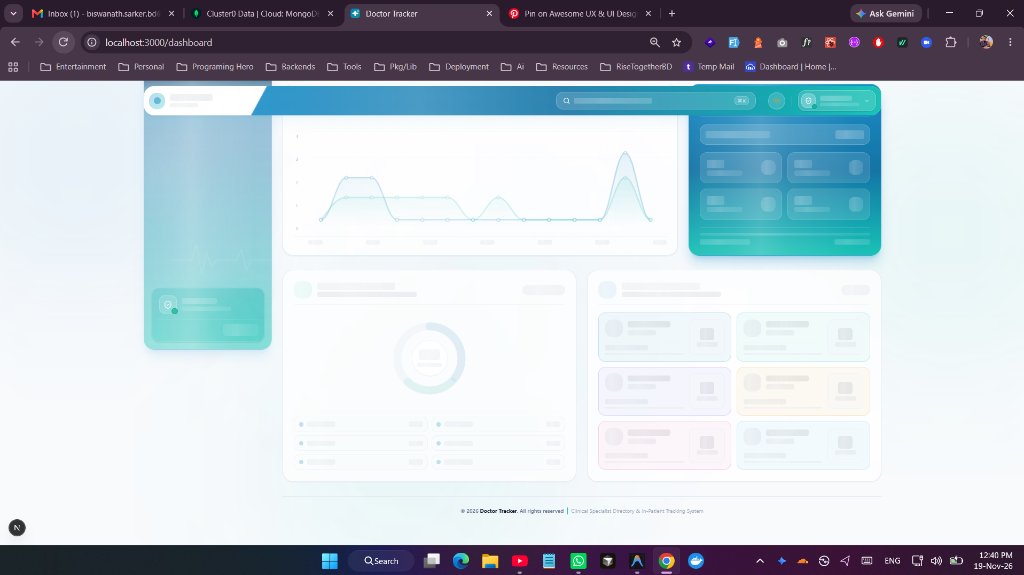 Inbox (1) - biswanath.sarker.bd@
Cluster0 Data | Cloud: MongoD
Doctor Tracker
Pin on Awesome UX & UI Desig
Ask Gemini
localhost:3000/dashboard
Entertainment
Personal
Programing Hero
Backends
Tools
Pkg/Lib
Deployment
Ai
Resources
RiseTogetherBD
Temp Mail
Dashboard | Home |...
© 2026 Doctor Tracker. All rights reserved | Clinical Specialist Directory & In-Patient Tracking System
N
Search
ENG
12:40 PM
19-Nov-26